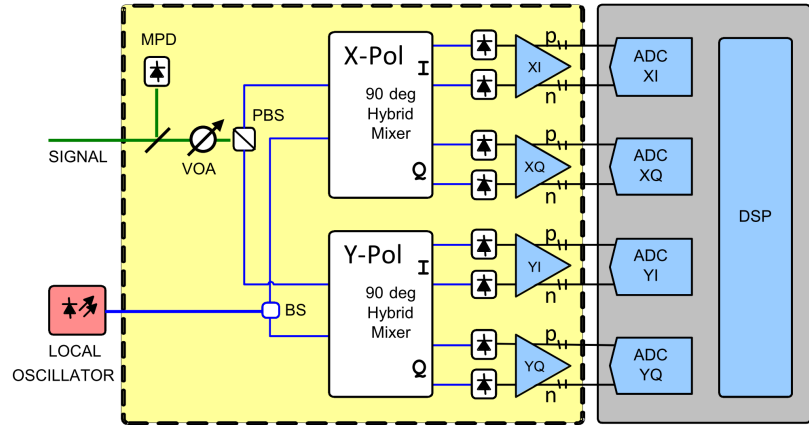 MPD
SIGNAL
VOA
PBS
X-Pol
I
90 deg
Hybrid
Mixer
Q
Y-Pol
I
90 deg
Hybrid
Mixer
Q
BS
LOCAL
OSCILLATOR
p
XI
n
p
XQ
n
p
YI
n
p
YQ
n
ADC
XI
ADC
XQ
ADC
YI
ADC
YQ
DSP